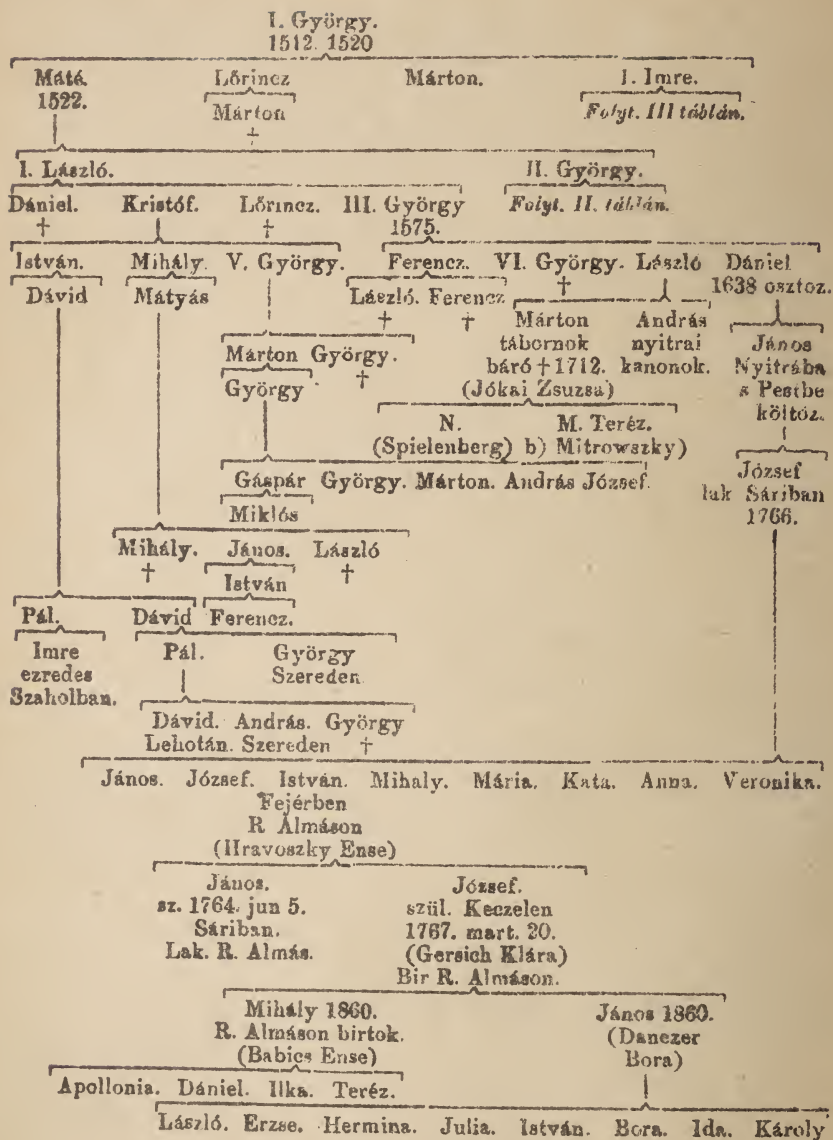 I. György.
1512. 1520
Máté Lőrincz Márton. I. Imre.
1522. Márton Folyt. III táblán.
†
I. László. II. György.
Dániel. Kristóf. Lőrincz. III. György Folyt. II. táblán.
† † 1575.
István. Mihály. V. György. Ferencz. VI. György. László Dániel
Dávid Mátyás László. Ferencz † 1638 osztoz.
† † Márton András János
Márton György. tábornok nyitrai Nyitrába
György † báró † 1712. kanonok. s Pestbe
(Jókai Zsuzsa) költöz.
N. M. Teréz.
(Spielenberg) b) Mitrowszky)
Gáspár György. Márton. András József. József
Miklós lak Sáriban
1766.
Mihály. János. László
† István †
Pál. Dávid Ferencz.
Imre Pál. György
ezredes Szereden
Szaholban.
Dávid. András. György
Lehotán. Szereden †
János. József. István. Mihaly. Mária. Kata. Anna. Veronika.
Fejérben
R Almáson
(Hravoszky Ense)
János. József.
sz. 1764. jun 5. szül. Keczelen
Sáriban. 1767. mart. 20.
Lak. R. Almás. (Gersich Klára)
Bir R. Almáson.
Mihály 1860. János 1860.
R. Almáson birtok. (Danczer
(Babics Ense) Bora)
Apollonia. Dániel. Ilka. Teréz.
László. Erzse. Hermina. Julia. István. Bora. Ida. Károly